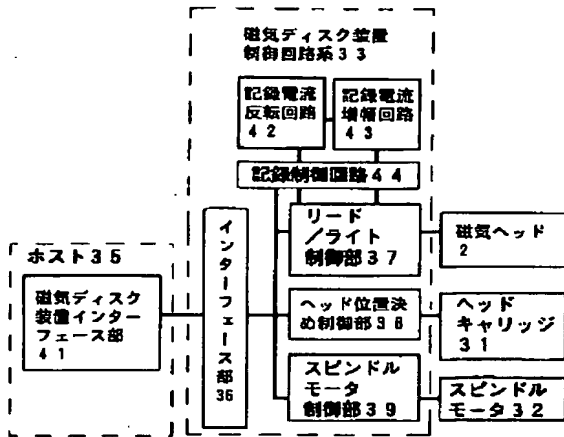 磁気ディスク装置
制御回路系33
記録電流
反転回路
42
記録電流
増幅回路
43
記録制御回路44
リード
／ライト
制御部37
磁気ヘッド
2
ホスト35
磁気ディスク
装置インター
フェース部
41
インターフェース部
36
ヘッド位置決
め制御部38
ヘッド
キャリッジ
31
スピンドル
モータ
制御部39
スピンドル
モータ32